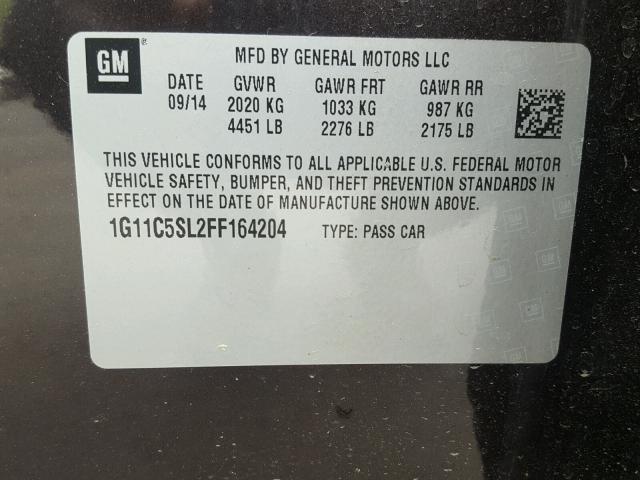 GM ® MFD BY GENERAL MOTORS LLC
DATE GVWR GAWR FRT GAWR RR
09/14 2020 KG 1033 KG 987 KG
4451 LB 2276 LB 2175 LB
THIS VEHICLE CONFORMS TO ALL APPLICABLE U.S. FEDERAL MOTOR
VEHICLE SAFETY, BUMPER, AND THEFT PREVENTION STANDARDS IN
EFFECT ON THE DATE OF MANUFACTURE SHOWN ABOVE.
1G11C5SL2FF164204 TYPE: PASS CAR